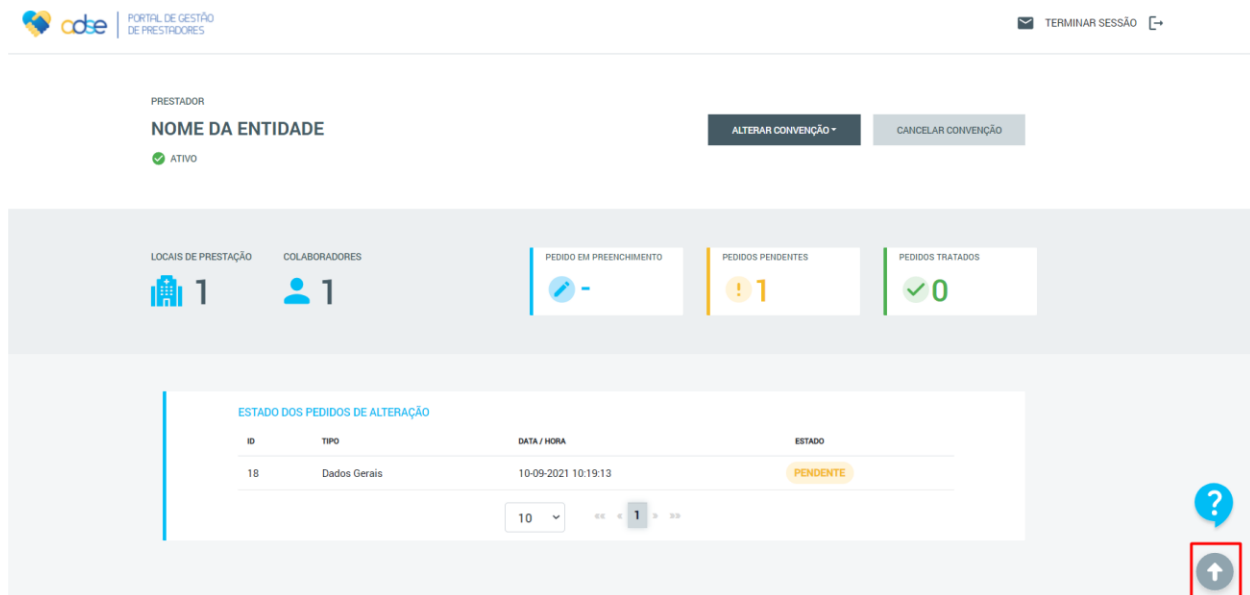 adse
PORTAL DE GESTÃO
DE PRESTADORES
TERMINAR SESSÃO
PRESTADOR
NOME DA ENTIDADE
ATIVO
ALTERAR CONVENÇÃO
CANCELAR CONVENÇÃO
LOCAIS DE PRESTAÇÃO
1
COLABORADORES
1
PEDIDO EM PREENCHIMENTO
-
PEDIDOS PENDENTES
! 1
PEDIDOS TRATADOS
0
ESTADO DOS PEDIDOS DE ALTERAÇÃO
ID TIPO DATA / HORA ESTADO
18 Dados Gerais 10-09-2021 10:19:13 PENDENTE
10 «« « 1 » »»
?